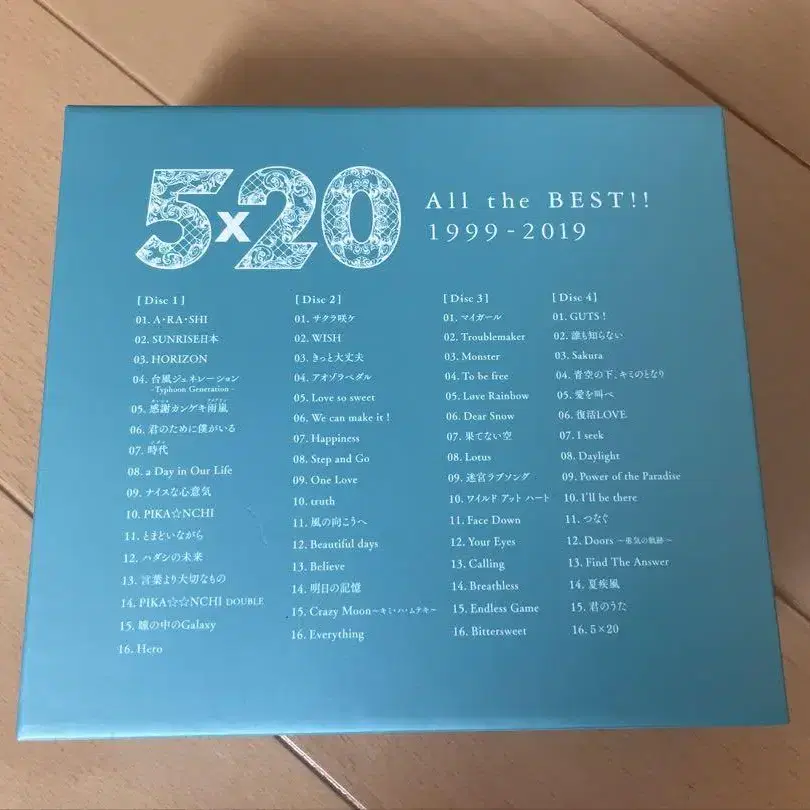 5x20
All the BEST!!
1999-2019
[Disc 1]
01. A・RA・SHI
02. SUNRISE日本
03. HORIZON
04. 台風ジェネレーション
-Typhoon Generation-
05. 感謝カンゲキ雨嵐
06. 君のために僕がいる
07. 時代
08. a Day in Our Life
09. ナイスな心意気
10. PIKA☆NCHI
11. とまどいながら
12. ハダシの未来
13. 言葉より大切なもの
14. PIKA☆☆NCHI DOUBLE
15. 瞳の中のGalaxy
16. Hero
[Disc 2]
01. サクラ咲ケ
02. WISH
03. きっと大丈夫
04. アオゾラペダル
05. Love so sweet
06. We can make it!
07. Happiness
08. Step and Go
09. One Love
10. truth
11. 風の向こうへ
12. Beautiful days
13. Believe
14. 明日の記憶
15. Crazy Moon～キミ・ハ・ムテキ～
16. Everything
[Disc 3]
01. マイガール
02. Troublemaker
03. Monster
04. To be free
05. Løve Rainbow
06. Dear Snow
07. 果てない空
08. Lotus
09. 迷宮ラブソング
10. ワイルド アット ハート
11. Face Down
12. Your Eyes
13. Calling
14. Breathless
15. Endless Game
16. Bittersweet
[Disc 4]
01. GUTS !
02. 誰も知らない
03. Sakura
04. 青空の下、キミのとなり
05. 愛を叫べ
06. 復活LOVE
07. I seek
08. Daylight
09. Power of the Paradise
10. I'll be there
11. つなぐ
12. Doors ～勇気の軌跡～
13. Find The Answer
14. 夏疾風
15. 君のうた
16. 5×20